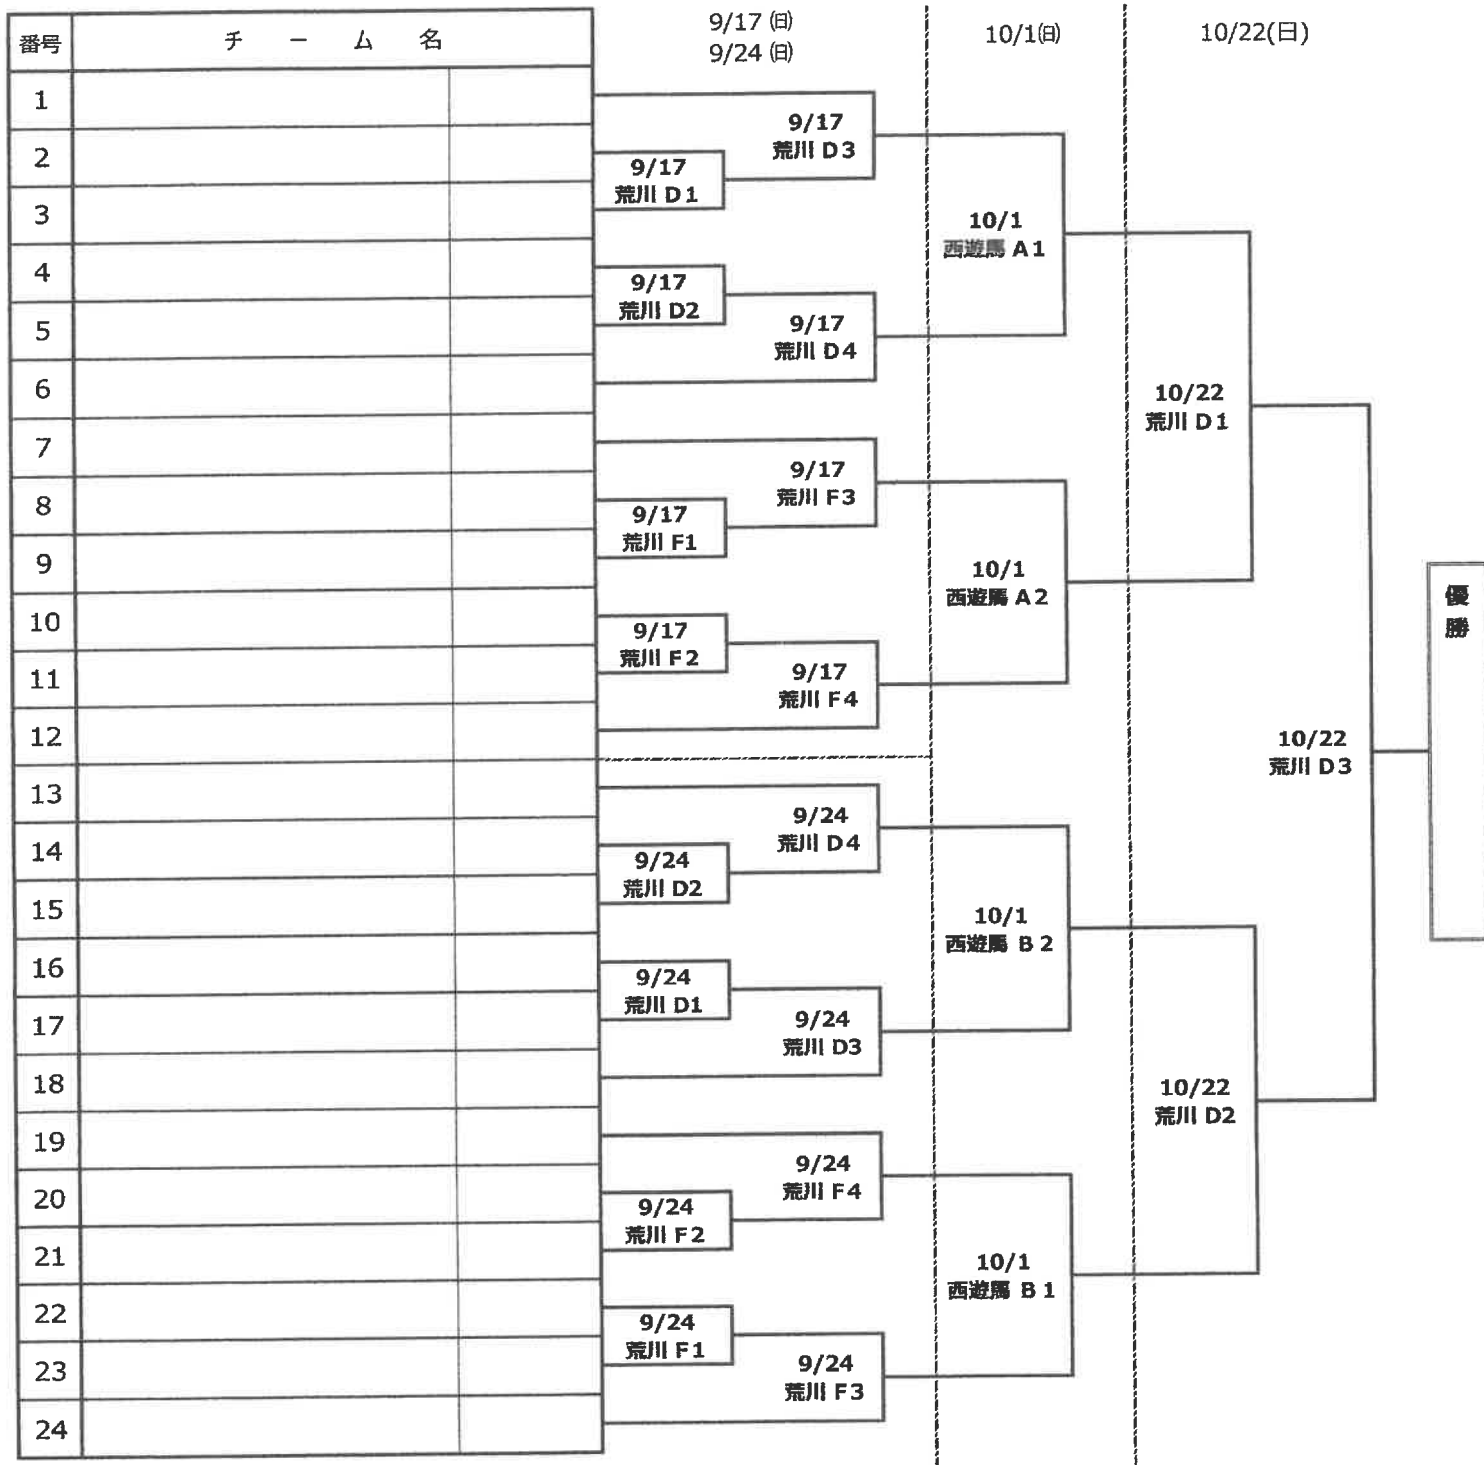 番号
チーム名
9/17 (日)
9/24 (日)
10/1(日)
10/22(日)
1
2
3
4
5
6
7
8
9
10
11
12
13
14
15
16
17
18
19
20
21
22
23
24
9/17
荒川 D1
9/17
荒川 D2
9/17
荒川 F1
9/17
荒川 F2
9/24
荒川 D2
9/24
荒川 D1
9/24
荒川 F2
9/24
荒川 F1
9/17
荒川 D3
9/17
荒川 D4
9/17
荒川 F3
9/17
荒川 F4
9/24
荒川 D4
9/24
荒川 D3
9/24
荒川 F4
9/24
荒川 F3
10/1
西遊馬 A1
10/1
西遊馬 A2
10/1
西遊馬 B2
10/1
西遊馬 B1
10/22
荒川 D1
10/22
荒川 D2
10/22
荒川 D3
優勝